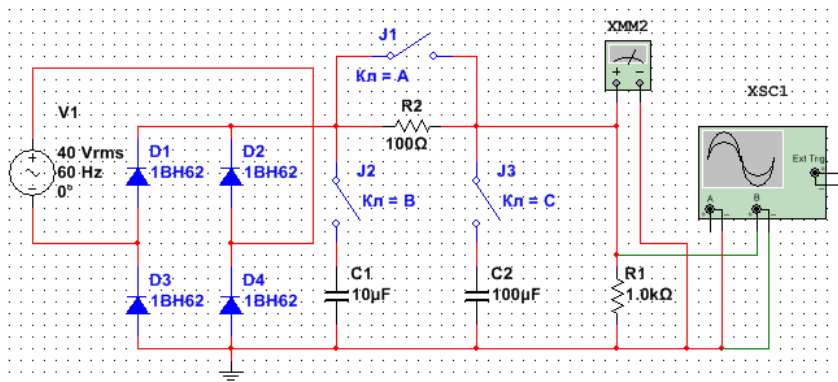 J1
Кл = A
XMM2
+ −
XSC1
V1
40 Vrms
60 Hz
0°
R2
100Ω
D1
1BH62
D2
1BH62
J2
Кл = B
J3
Кл = C
Ext Trig
+
−
A
B
+ − + −
D3
1BH62
D4
1BH62
C1
10µF
C2
100µF
R1
1.0kΩ